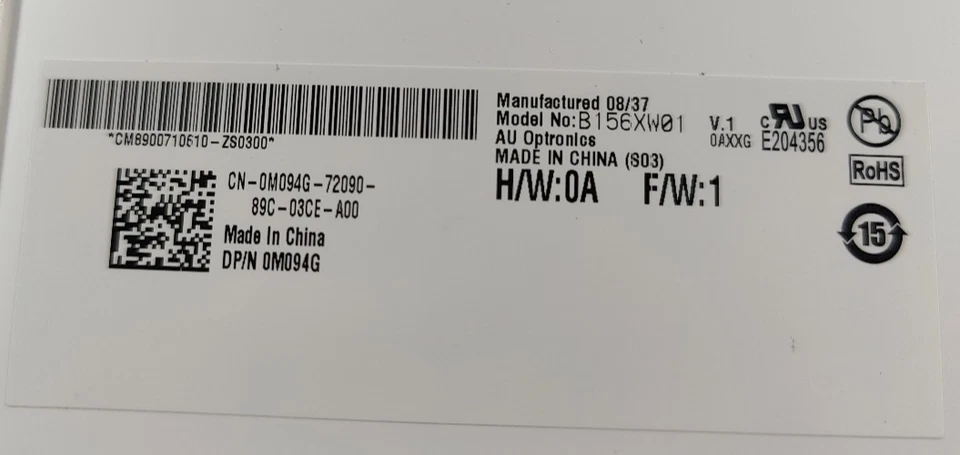 *CM8900710610-ZS0300*
CN-0M094G-72090-
89C-03CE-A00
Made In China
DP/N 0M094G
Manufactured 08/37
Model No:B156XW01 V.1
AU Optronics 0AXXG
MADE IN CHINA (S03)
H/W:0A F/W:1
c RU US
E204356
Pb
RoHS
15